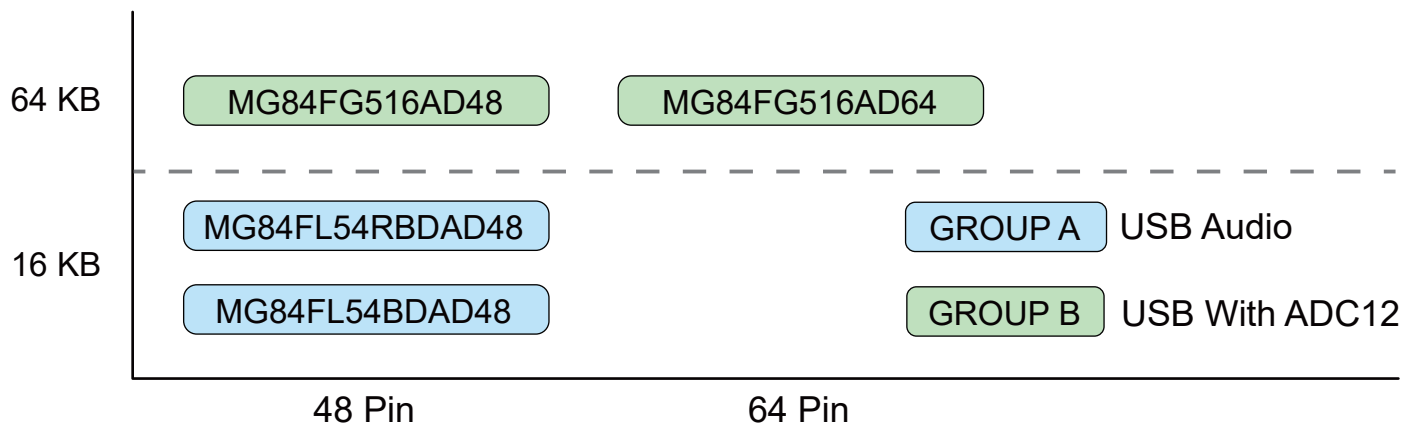 64 KB
MG84FG516AD48
MG84FG516AD64
MG84FL54RBDAD48
GROUP A USB Audio
16 KB
MG84FL54BDAD48
GROUP B USB With ADC12
48 Pin
64 Pin